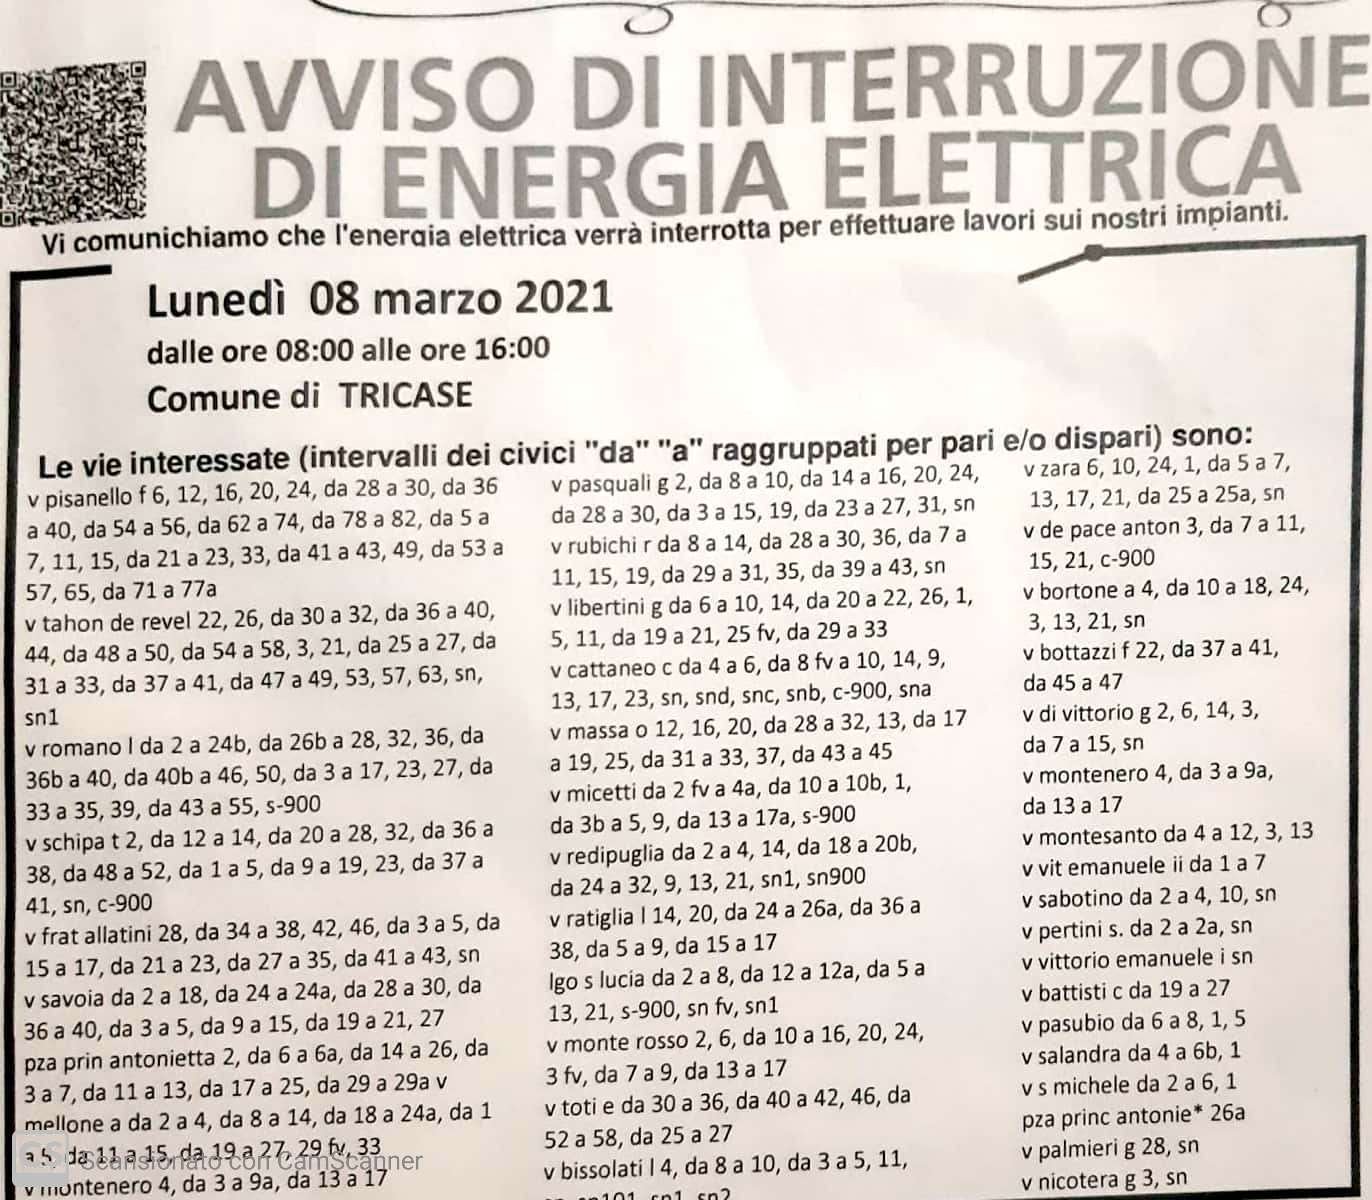 AVVISO DI INTERRUZIONE
DI ENERGIA ELETTRICA
Vi comunichiamo che l'energia elettrica verrà interrotta per effettuare lavori sui nostri impianti.
Lunedì 08 marzo 2021
dalle ore 08:00 alle ore 16:00
Comune di TRICASE
Le vie interessate (intervalli dei civici "da" "a" raggruppati per pari e/o dispari) sono:
v pisanello f 6, 12, 16, 20, 24, da 28 a 30, da 36
a 40, da 54 a 56, da 62 a 74, da 78 a 82, da 5 a
7, 11, 15, da 21 a 23, 33, da 41 a 43, 49, da 53 a
57, 65, da 71 a 77a
v tahon de revel 22, 26, da 30 a 32, da 36 a 40,
44, da 48 a 50, da 54 a 58, 3, 21, da 25 a 27, da
31 a 33, da 37 a 41, da 47 a 49, 53, 57, 63, sn,
sn1
v romano l da 2 a 24b, da 26b a 28, 32, 36, da
36b a 40, da 40b a 46, 50, da 3 a 17, 23, 27, da
33 a 35, 39, da 43 a 55, s-900
v schipa t 2, da 12 a 14, da 20 a 28, 32, da 36 a
38, da 48 a 52, da 1 a 5, da 9 a 19, 23, da 37 a
41, sn, c-900
v frat allatini 28, da 34 a 38, 42, 46, da 3 a 5, da
15 a 17, da 21 a 23, da 27 a 35, da 41 a 43, sn
v savoia da 2 a 18, da 24 a 24a, da 28 a 30, da
36 a 40, da 3 a 5, da 9 a 15, da 19 a 21, 27
pza prin antonietta 2, da 6 a 6a, da 14 a 26, da
3 a 7, da 11 a 13, da 17 a 25, da 29 a 29a v
mellone a da 2 a 4, da 8 a 14, da 18 a 24a, da 1
a 5, da 11 a 15, da 19 a 27, 29 fv, 33
v montenero 4, da 3 a 9a, da 13 a 17
v pasquali g 2, da 8 a 10, da 14 a 16, 20, 24,
da 28 a 30, da 3 a 15, 19, da 23 a 27, 31, sn
v rubichi r da 8 a 14, da 28 a 30, 36, da 7 a
11, 15, 19, da 29 a 31, 35, da 39 a 43, sn
v libertini g da 6 a 10, 14, da 20 a 22, 26, 1,
5, 11, da 19 a 21, 25 fv, da 29 a 33
v cattaneo c da 4 a 6, da 8 fv a 10, 14, 9,
13, 17, 23, sn, snd, snc, snb, c-900, sna
v massa o 12, 16, 20, da 28 a 32, 13, da 17
a 19, 25, da 31 a 33, 37, da 43 a 45
v micetti da 2 fv a 4a, da 10 a 10b, 1,
da 3b a 5, 9, da 13 a 17a, s-900
v redipuglia da 2 a 4, 14, da 18 a 20b,
da 24 a 32, 9, 13, 21, sn1, sn900
v ratiglia l 14, 20, da 24 a 26a, da 36 a
38, da 5 a 9, da 15 a 17
lgo s lucia da 2 a 8, da 12 a 12a, da 5 a
13, 21, s-900, sn fv, sn1
v monte rosso 2, 6, da 10 a 16, 20, 24,
3 fv, da 7 a 9, da 13 a 17
v toti e da 30 a 36, da 40 a 42, 46, da
52 a 58, da 25 a 27
v bissolati l 4, da 8 a 10, da 3 a 5, 11,
sn101, sn1, sn2
v zara 6, 10, 24, 1, da 5 a 7,
13, 17, 21, da 25 a 25a, sn
v de pace anton 3, da 7 a 11,
15, 21, c-900
v bortone a 4, da 10 a 18, 24,
3, 13, 21, sn
v bottazzi f 22, da 37 a 41,
da 45 a 47
v di vittorio g 2, 6, 14, 3,
da 7 a 15, sn
v montenero 4, da 3 a 9a,
da 13 a 17
v montesanto da 4 a 12, 3, 13
v vit emanuele ii da 1 a 7
v sabotino da 2 a 4, 10, sn
v pertini s. da 2 a 2a, sn
v vittorio emanuele i sn
v battisti c da 19 a 27
v pasubio da 6 a 8, 1, 5
v salandra da 4 a 6b, 1
v s michele da 2 a 6, 1
pza princ antonie* 26a
v palmieri g 28, sn
v nicotera g 3, sn
CS Scansionato con CamScanner